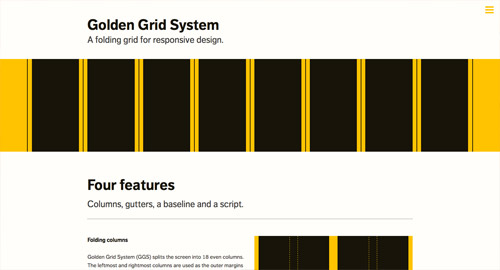 Golden Grid System
A folding grid for responsive design.
Four features
Columns, gutters, a baseline and a script.
Folding columns
Golden Grid System (GGS) splits the screen into 18 even columns.
The leftmost and rightmost columns are used as the outer margins